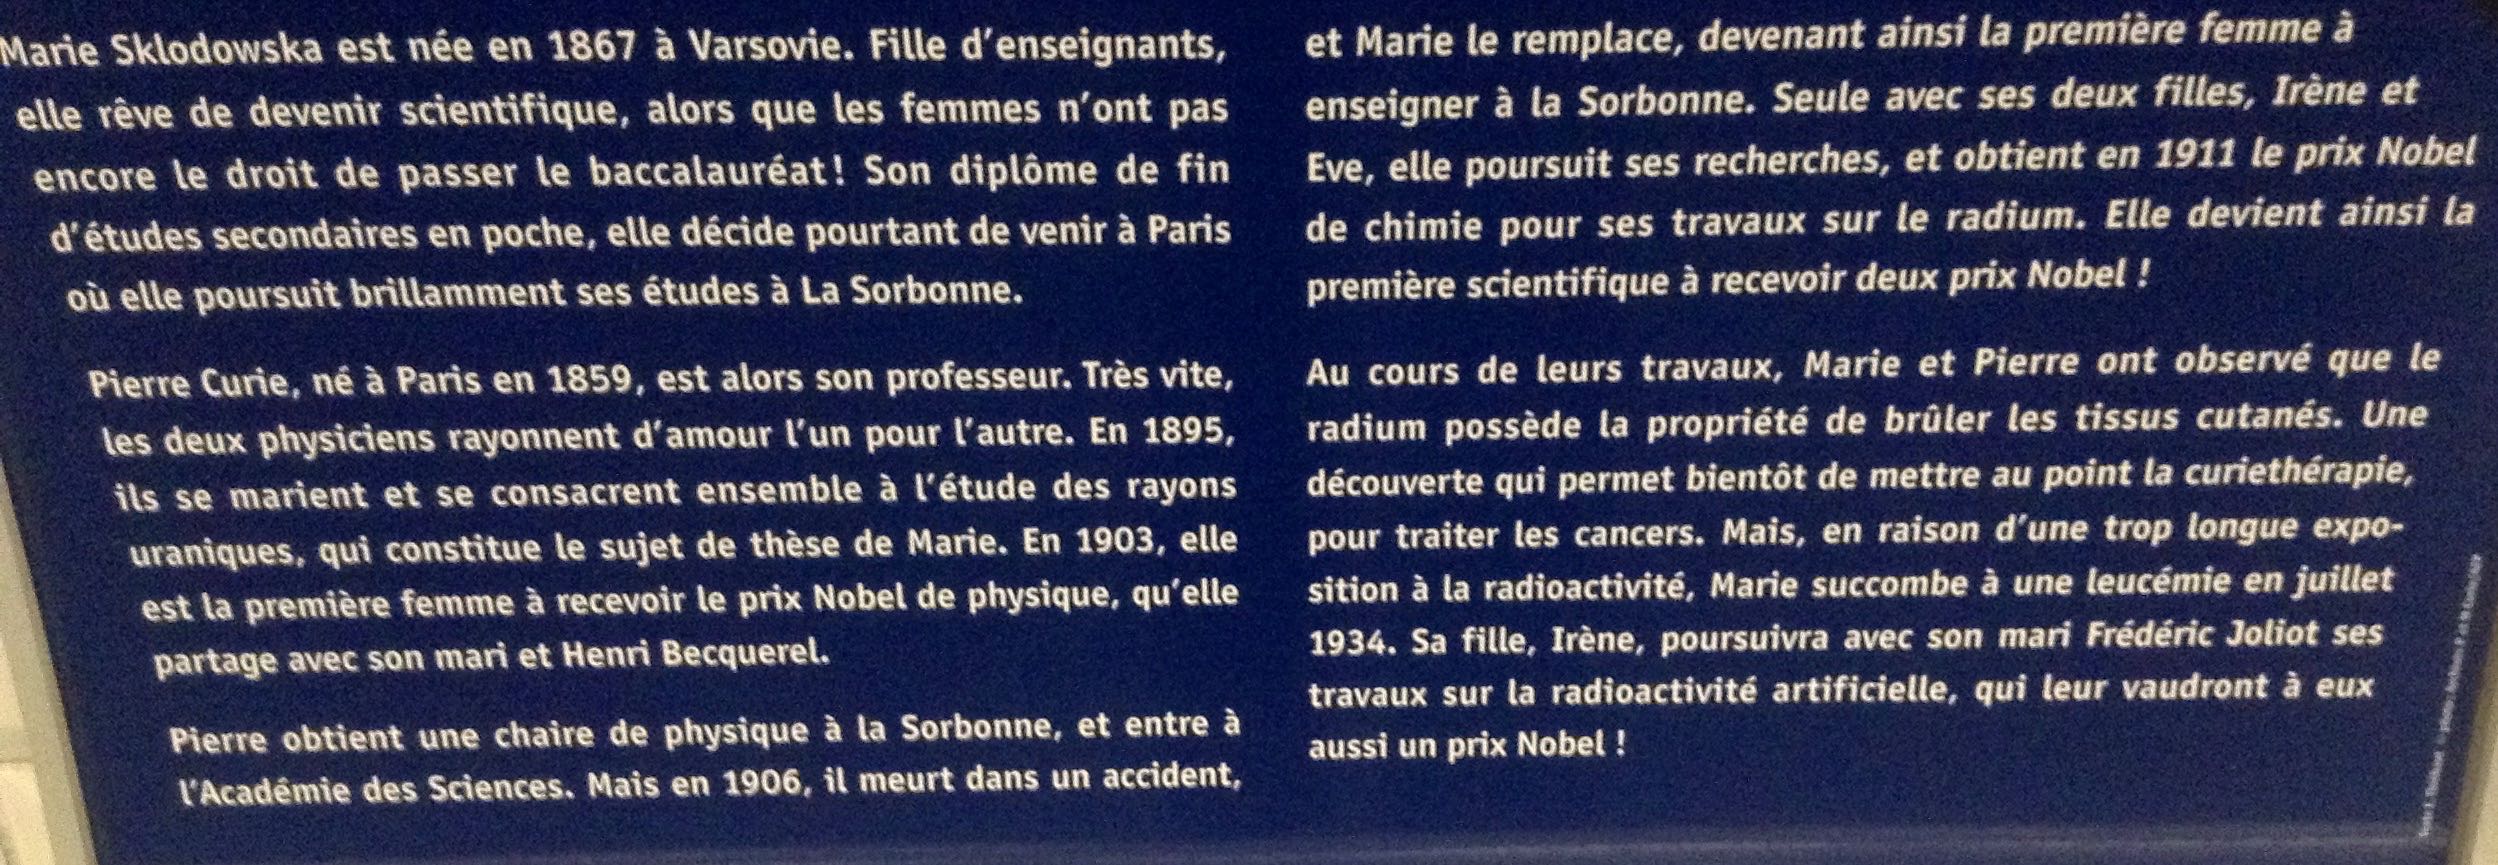 Marie Sklodowska est née en 1867 à Varsovie. Fille d'enseignants,
elle rêve de devenir scientifique, alors que les femmes n'ont pas
encore le droit de passer le baccalauréat! Son diplôme de fin
d'études secondaires en poche, elle décide pourtant de venir à Paris
où elle poursuit brillamment ses études à La Sorbonne.
Pierre Curie, né à Paris en 1859, est alors son professeur. Très vite,
les deux physiciens rayonnent d'amour l'un pour l'autre. En 1895,
ils se marient et se consacrent ensemble à l'étude des rayons
uraniques, qui constitue le sujet de thèse de Marie. En 1903, elle
est la première femme à recevoir le prix Nobel de physique, qu'elle
partage avec son mari et Henri Becquerel.
Pierre obtient une chaire de physique à la Sorbonne, et entre à
l'Académie des Sciences. Mais en 1906, il meurt dans un accident,
et Marie le remplace, devenant ainsi la première femme à
enseigner à la Sorbonne. Seule avec ses deux filles, Irène et
Eve, elle poursuit ses recherches, et obtient en 1911 le prix Nobel
de chimie pour ses travaux sur le radium. Elle devient ainsi la
première scientifique à recevoir deux prix Nobel !
Au cours de leurs travaux, Marie et Pierre ont observé que le
radium possède la propriété de brûler les tissus cutanés. Une
découverte qui permet bientôt de mettre au point la curiethérapie,
pour traiter les cancers. Mais, en raison d'une trop longue expo-
sition à la radioactivité, Marie succombe à une leucémie en juillet
1934. Sa fille, Irène, poursuivra avec son mari Frédéric Joliot ses
travaux sur la radioactivité artificielle, qui leur vaudront à eux
aussi un prix Nobel !